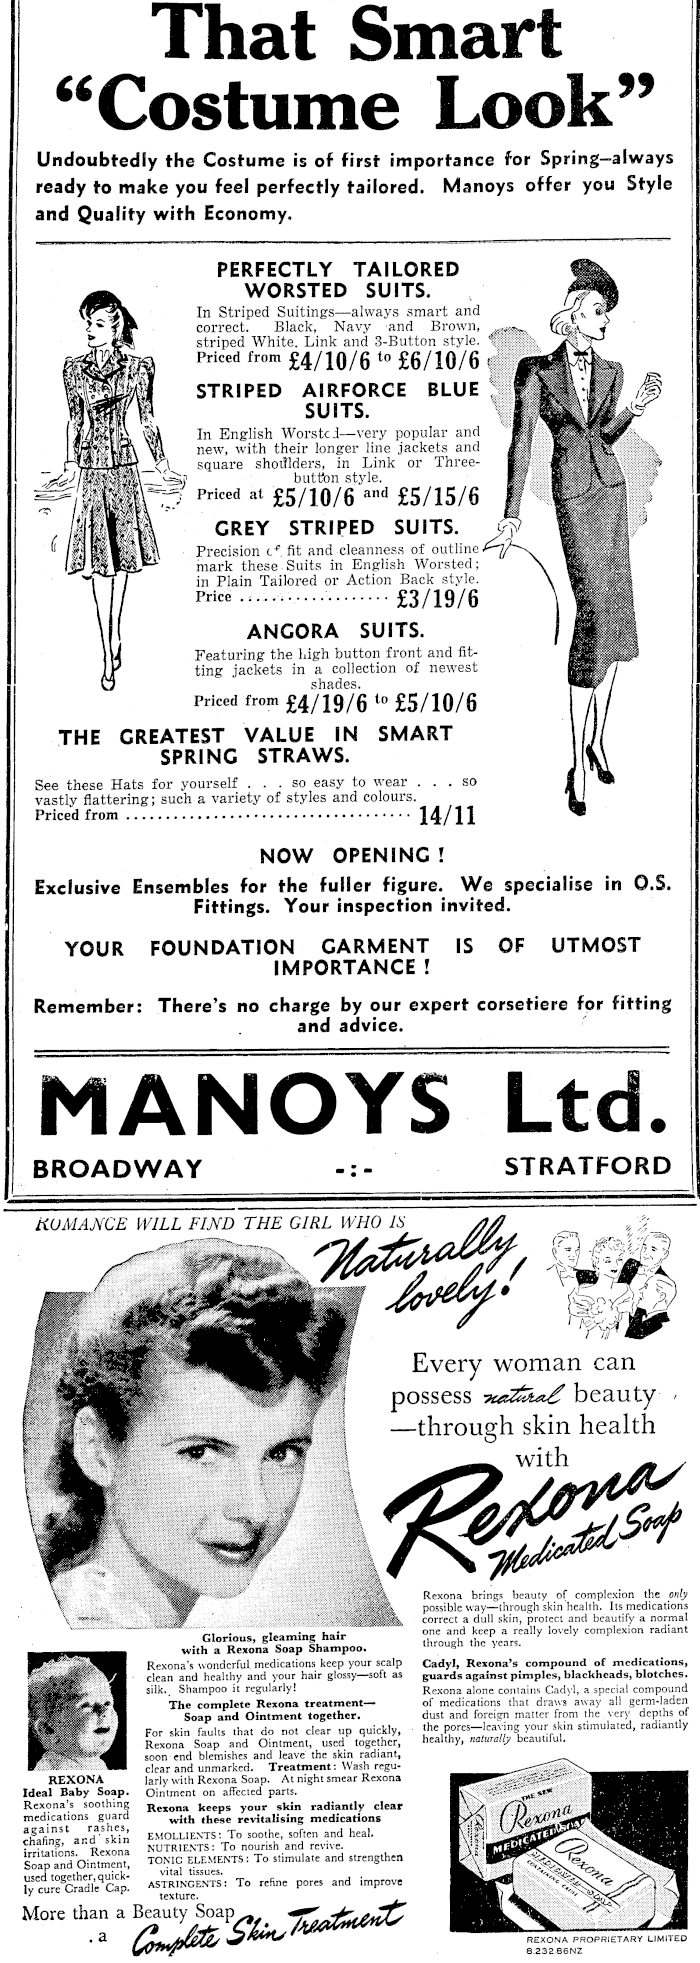 That Smart
"Costume Look"
Undoubtedly the Costume is of first importance for Spring—always
ready to make you feel perfectly tailored. Manoys offer you Style
and Quality with Economy.
PERFECTLY TAILORED
WORSTED SUITS.
In Striped Suitings—always smart and
correct. Black, Navy and Brown,
striped White. Link and 3-Button style.
Priced from £4/10/6 to £6/10/6
STRIPED AIRFORCE BLUE
SUITS.
In English Worsted—very popular and
new, with their longer line jackets and
square shoulders, in Link or Three-
button style.
Priced at £5/10/6 and £5/15/6
GREY STRIPED SUITS.
Precision of fit and cleanness of outline
mark these Suits in English Worsted;
in Plain Tailored or Action Back style.
Price ................... £3/19/6
ANGORA SUITS.
Featuring the high button front and fit-
ting jackets in a collection of newest
shades.
Priced from £4/19/6 to £5/10/6
THE GREATEST VALUE IN SMART
SPRING STRAWS.
See these Hats for yourself . . . so easy to wear . . . so
vastly flattering; such a variety of styles and colours.
Priced from .................................... 14/11
NOW OPENING !
Exclusive Ensembles for the fuller figure. We specialise in O.S.
Fittings. Your inspection invited.
YOUR FOUNDATION GARMENT IS OF UTMOST
IMPORTANCE !
Remember: There's no charge by our expert corsetiere for fitting
and advice.
MANOYS Ltd.
BROADWAY -:- STRATFORD
ROMANCE WILL FIND THE GIRL WHO IS
Naturally
lovely!
Every woman can
possess natural beauty
—through skin health
with
Rexona
Medicated Soap
Rexona brings beauty of complexion the only
possible way—through skin health. Its medications
correct a dull skin, protect and beautify a normal
one and keep a really lovely complexion radiant
through the years.
Cadyl, Rexona's compound of medications,
guards against pimples, blackheads, blotches.
Rexona alone contains Cadyl, a special compound
of medications that draws away all germ-laden
dust and foreign matter from the very depths of
the pores—leaving your skin stimulated, radiantly
healthy, naturally beautiful.
Glorious, gleaming hair
with a Rexona Soap Shampoo.
Rexona's wonderful medications keep your scalp
clean and healthy and your hair glossy—soft as
silk. Shampoo it regularly!
The complete Rexona treatment—
Soap and Ointment together.
For skin faults that do not clear up quickly,
Rexona Soap and Ointment, used together,
soon end blemishes and leave the skin radiant,
clear and unmarked. Treatment: Wash regu-
larly with Rexona Soap. At night smear Rexona
Ointment on affected parts.
Rexona keeps your skin radiantly clear
with these revitalising medications
EMOLLIENTS: To soothe, soften and heal.
NUTRIENTS: To nourish and revive.
TONIC ELEMENTS: To stimulate and strengthen
vital tissues.
ASTRINGENTS: To refine pores and improve
texture.
REXONA
Ideal Baby Soap.
Rexona's soothing
medications guard
against rashes,
chafing, and skin
irritations. Rexona
Soap and Ointment,
used together, quick-
ly cure Cradle Cap.
More than a Beauty Soap
. a Complete Skin Treatment
THE NEW
Rexona
MEDICATED SOAP
Rexona
MEDICATED SOAP
CONTAINING CADYL
REXONA PROPRIETARY LIMITED
8.232.86NZ